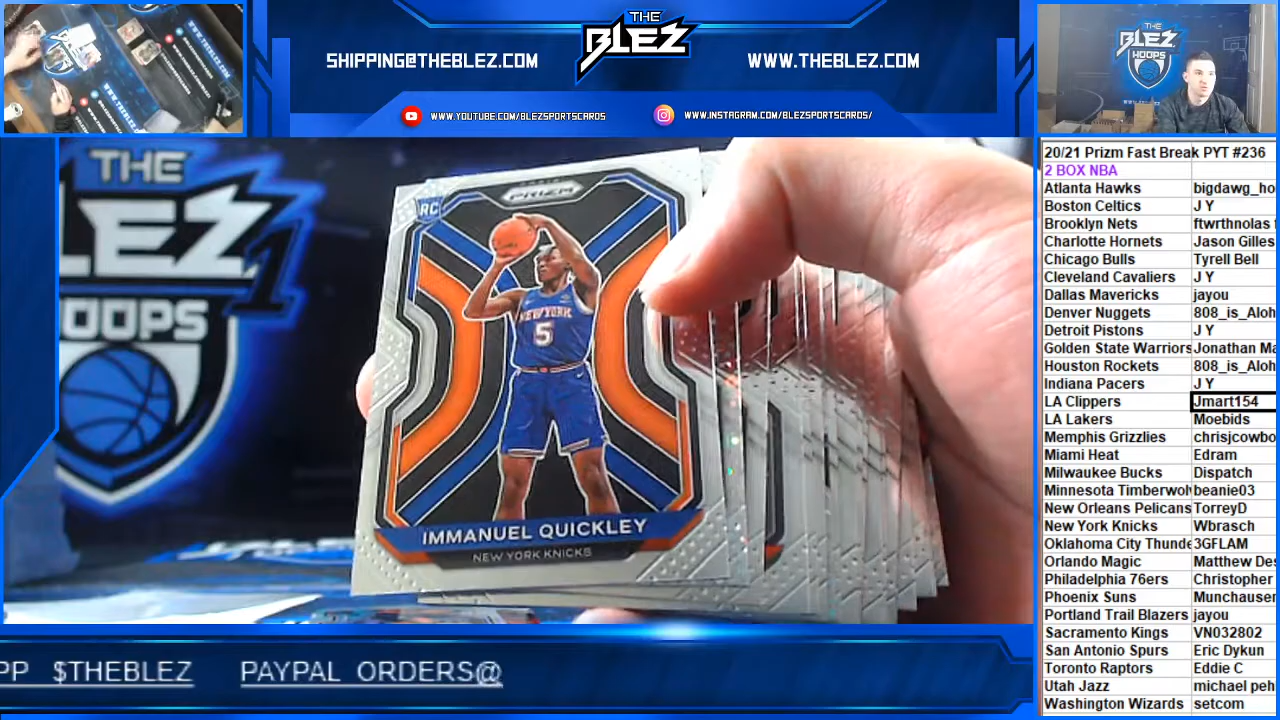 THE
BLEZ
SHIPPING@THEBLEZ.COM
WWW.THEBLEZ.COM
WWW.YOUTUBE.COM/BLEZSPORTSCARDS
WWW.INSTAGRAM.COM/BLEZSPORTSCARDS/
THE
BLEZ
HOOPS
THE
BLEZ
HOOPS
RC
PRIZM
NEW YORK
5
IMMANUEL QUICKLEY
NEW YORK KNICKS
PP $THEBLEZ PAYPAL ORDERS@
20/21 Prizm Fast Break PYT #236
2 BOX NBA
Atlanta Hawks bigdawg_ho
Boston Celtics J Y
Brooklyn Nets ftwrthnolas
Charlotte Hornets Jason Gilles
Chicago Bulls Tyrell Bell
Cleveland Cavaliers J Y
Dallas Mavericks jayou
Denver Nuggets 808_is_Aloh
Detroit Pistons J Y
Golden State Warriors Jonathan Ma
Houston Rockets 808_is_Aloh
Indiana Pacers J Y
LA Clippers Jmart154
LA Lakers Moebids
Memphis Grizzlies chrisjcowbo
Miami Heat Edram
Milwaukee Bucks Dispatch
Minnesota Timberwolv beanie03
New Orleans Pelicans TorreyD
New York Knicks Wbrasch
Oklahoma City Thunde 3GFLAM
Orlando Magic Matthew Des
Philadelphia 76ers Christopher
Phoenix Suns Munchauser
Portland Trail Blazers jayou
Sacramento Kings VN032802
San Antonio Spurs Eric Dykun
Toronto Raptors Eddie C
Utah Jazz michael peh
Washington Wizards setcom